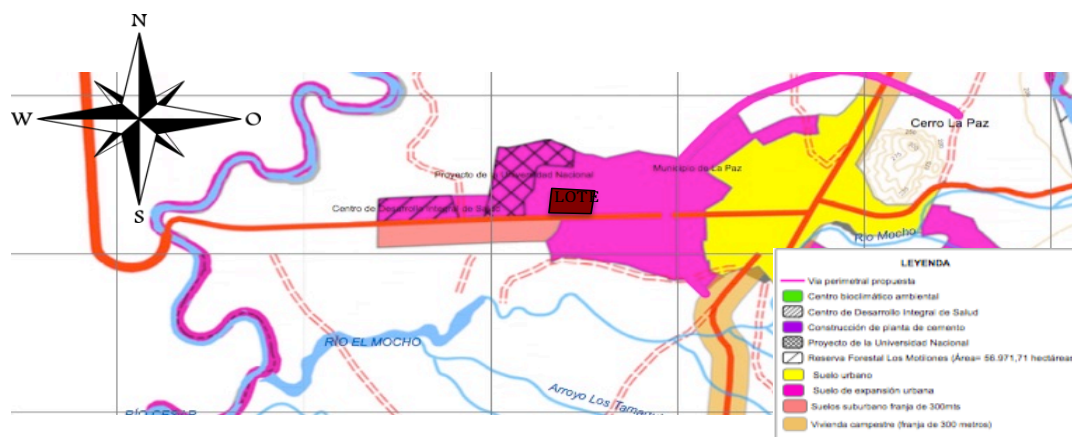 N
W
O
S
Cerro La Paz
Municipio de La Paz
Proyecto de la Universidad Nacional
LOTE
Centro de Desarrollo Integral de Salud
Río Mocho
RÍO EL MOCHO
Arroyo Los
RÍO CESAR
LEYENDA
Via perimetral propuesta
Centro bioclimático ambiental
Centro de Desarrollo Integral de Salud
Construcción de planta de cemento
Proyecto de la Universidad Nacional
Reserva Forestal Los Motilones (Área= 56.971,71 hectáreas
Suelo urbano
Suelo de expansión urbana
Suelos suburbano franja de 300mts
Vivienda campestre (franja de 300 metros)